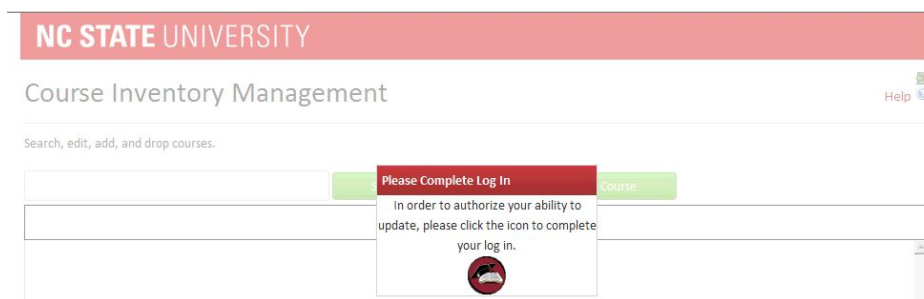 NC STATE UNIVERSITY
Course Inventory Management
Help
Search, edit, add, and drop courses.
Please Complete Log In
Course
In order to authorize your ability to
update, please click the icon to complete
your log in.